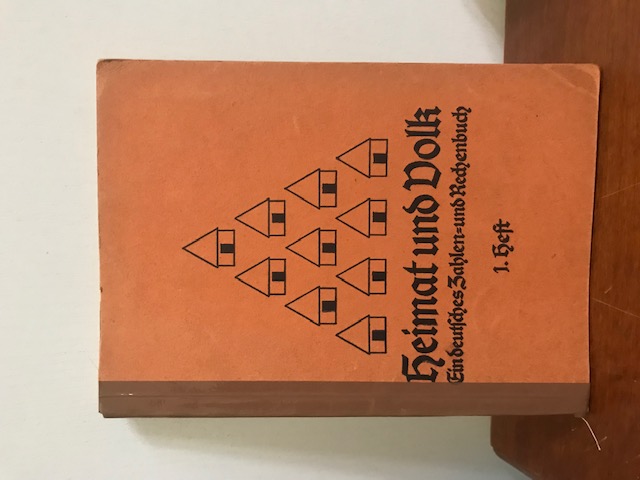 Heimat und Volk
Ein deutsches Zahlen-und Rechenbuch
1. Heft